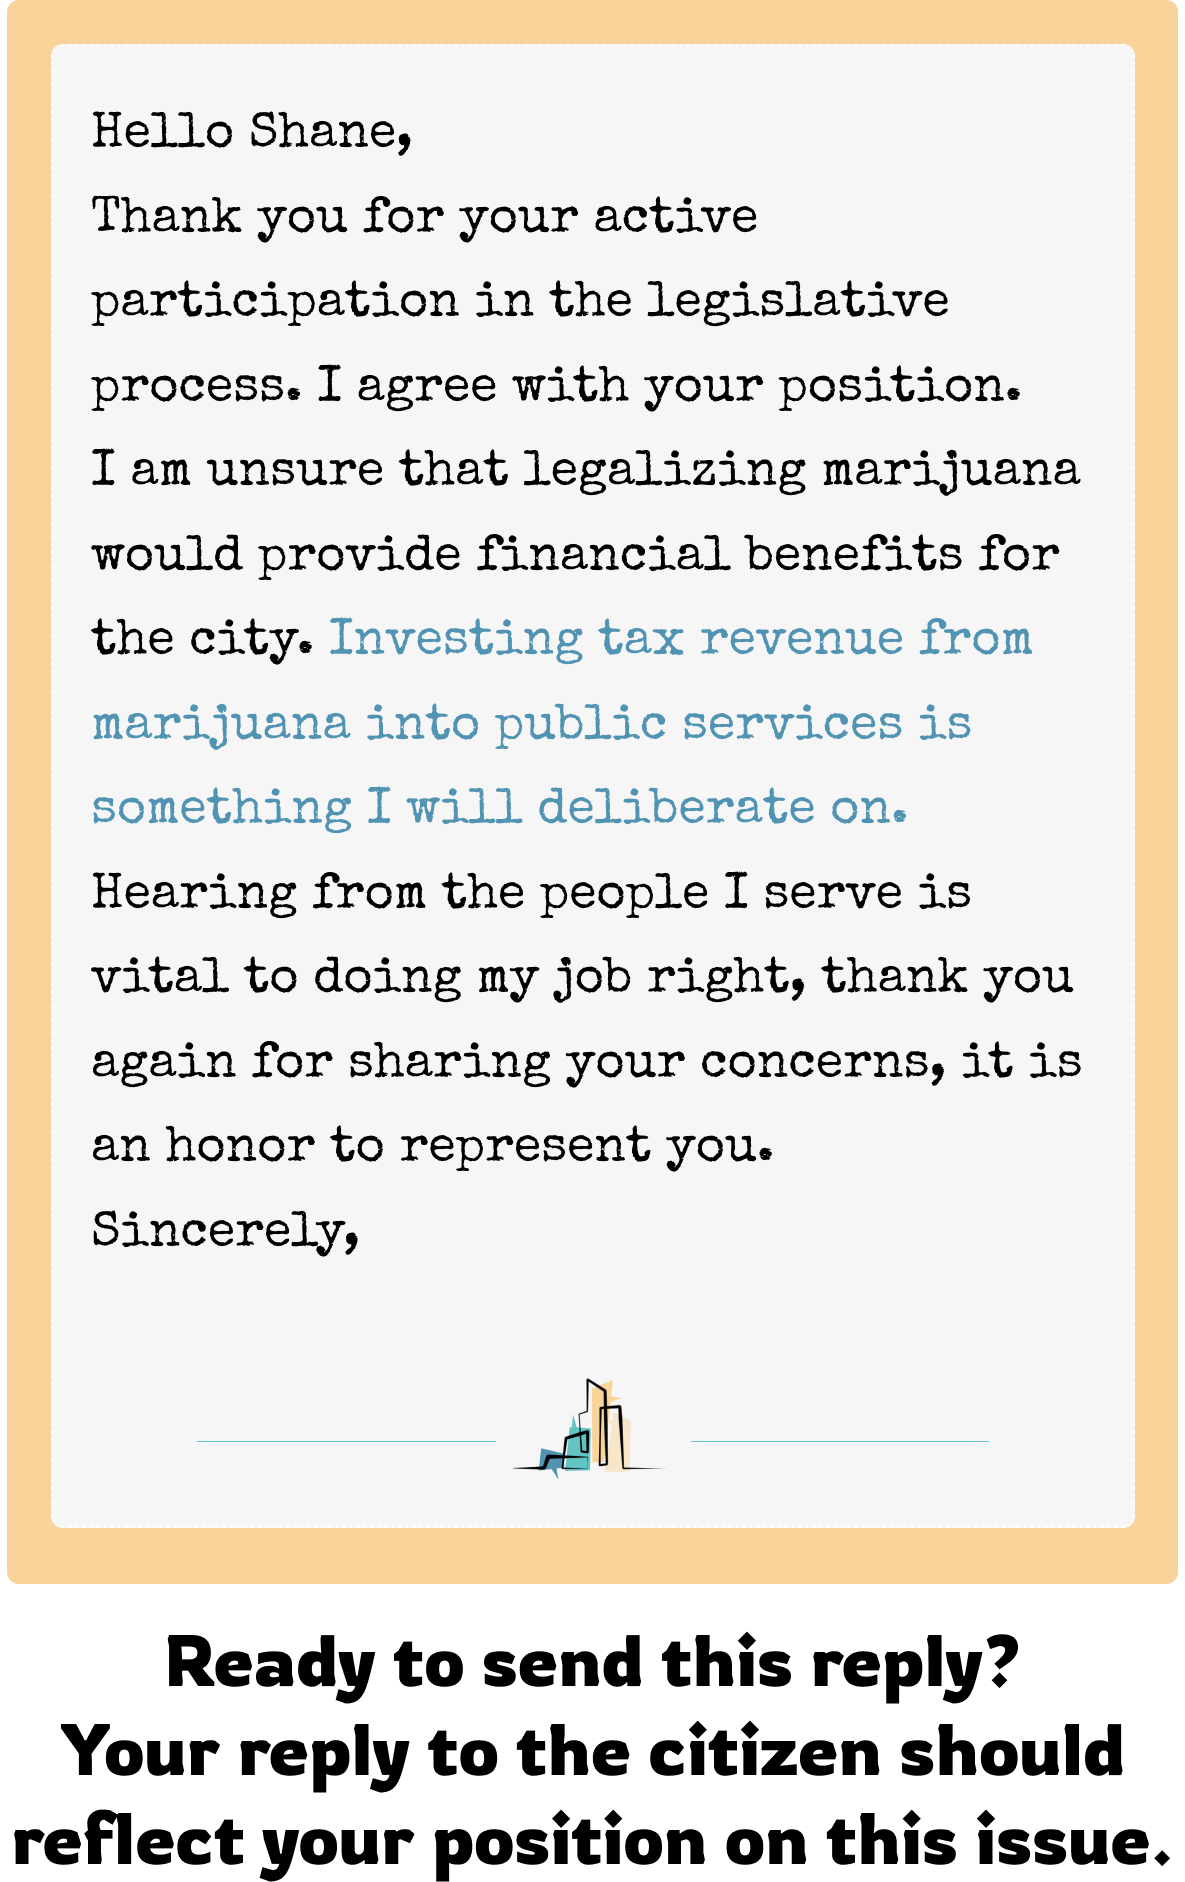 Hello Shane,
Thank you for your active
participation in the legislative
process. I agree with your position.
I am unsure that legalizing marijuana
would provide financial benefits for
the city. Investing tax revenue from
marijuana into public services is
something I will deliberate on.
Hearing from the people I serve is
vital to doing my job right, thank you
again for sharing your concerns, it is
an honor to represent you.
Sincerely,
Ready to send this reply?
Your reply to the citizen should
reflect your position on this issue.